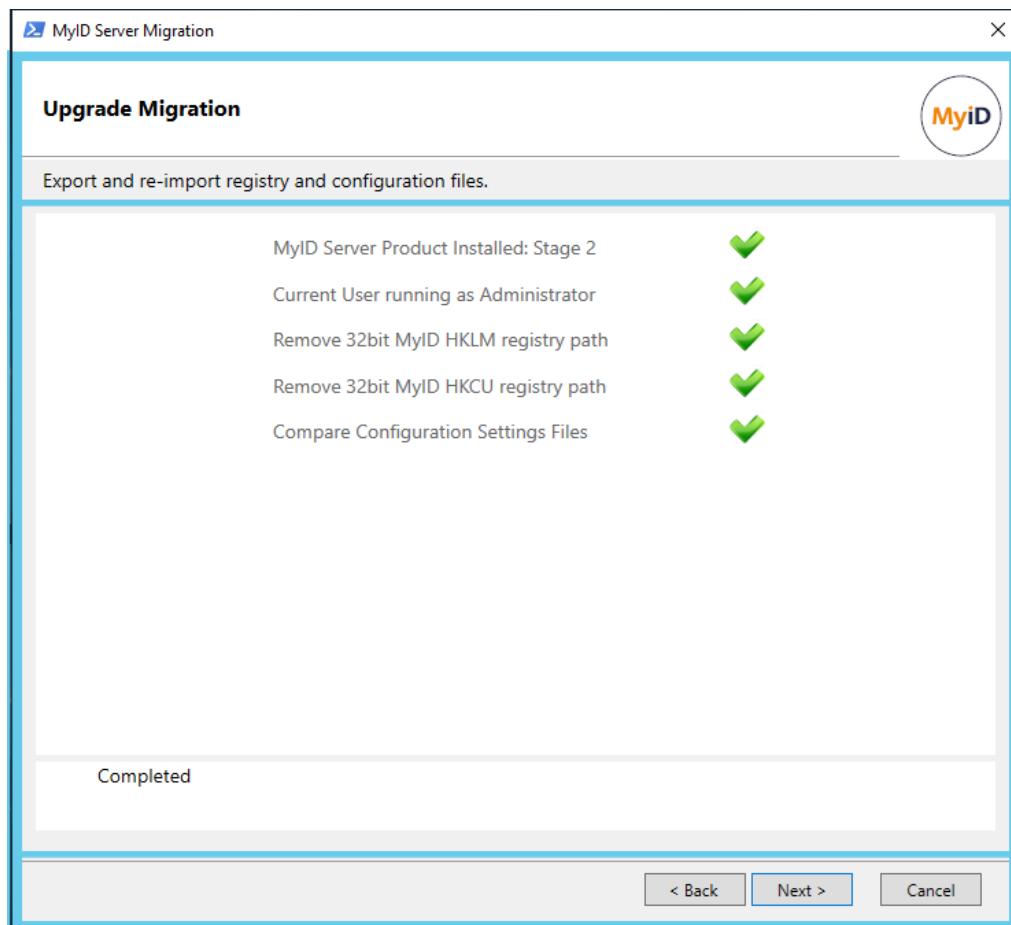 MyID Server Migration
Upgrade Migration
MyiD
Export and re-import registry and configuration files.
MyID Server Product Installed: Stage 2
Current User running as Administrator
Remove 32bit MyID HKLM registry path
Remove 32bit MyID HKCU registry path
Compare Configuration Settings Files
Completed
< Back
Next >
Cancel